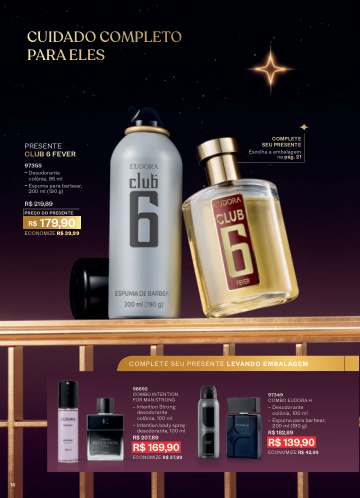 CUIDADO COMPLETO
PARA ELES
PRESENTE
CLUB 6 FEVER
97355
– Desodorante
colônia, 95 ml
– Espuma para barbear,
200 ml (190 g)
R$ 219,89
PREÇO DO PRESENTE
R$ 179,90
ECONOMIZE R$ 39,99
COMPLETE
SEU PRESENTE
Escolha a embalagem
na pág. 21
EUDORA
club
6
ESPUMA DE BARBEAR
200 ml (190 g)
EUDORA
CLUB
6
FEVER
COMPLETE SEU PRESENTE LEVANDO EMBALAGEM
98692
COMBO INTENTION
FOR MAN STRONG
– Intention Strong
desodorante
colônia, 100 ml
– Intention body spray
desodorante, 100 ml
R$ 207,89
R$ 169,90
ECONOMIZE R$ 37,99
97349
COMBO EUDORA H
– Desodorante
colônia, 100 ml
– Espuma para barbear,
200 ml (190 g)
R$ 182,89
R$ 139,90
ECONOMIZE R$ 42,99
EUDORA
14